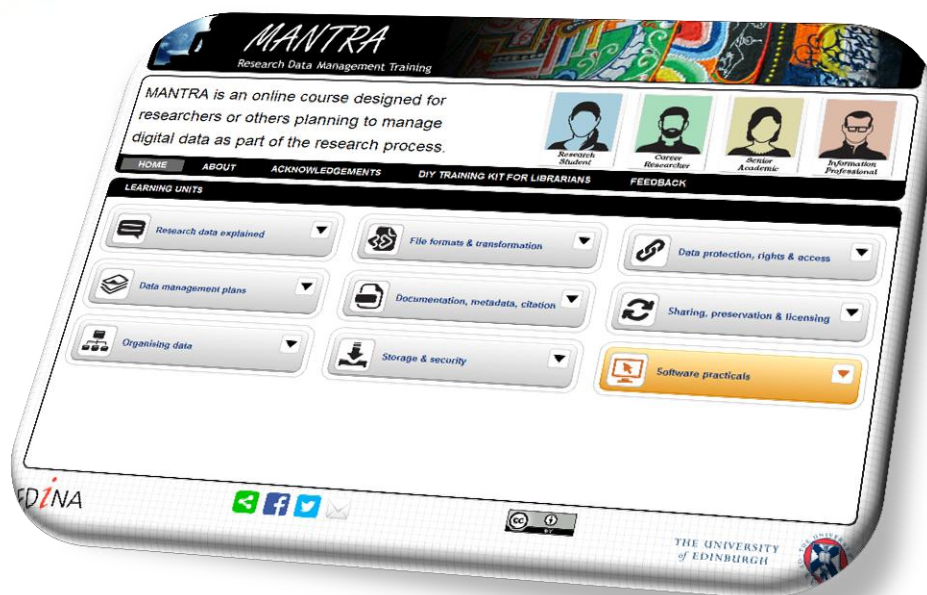 MANTRA
Research Data Management Training
MANTRA is an online course designed for
researchers or others planning to manage
digital data as part of the research process.
Research
Student
Career
Researcher
Senior
Academic
Information
Professional
HOME ABOUT ACKNOWLEDGEMENTS DIY TRAINING KIT FOR LIBRARIANS FEEDBACK
LEARNING UNITS
Research data explained
File formats & transformation
Data protection, rights & access
Data management plans
Documentation, metadata, citation
Sharing, preservation & licensing
Organising data
Storage & security
Software practicals
EDINA
cc
BY
THE UNIVERSITY
of EDINBURGH